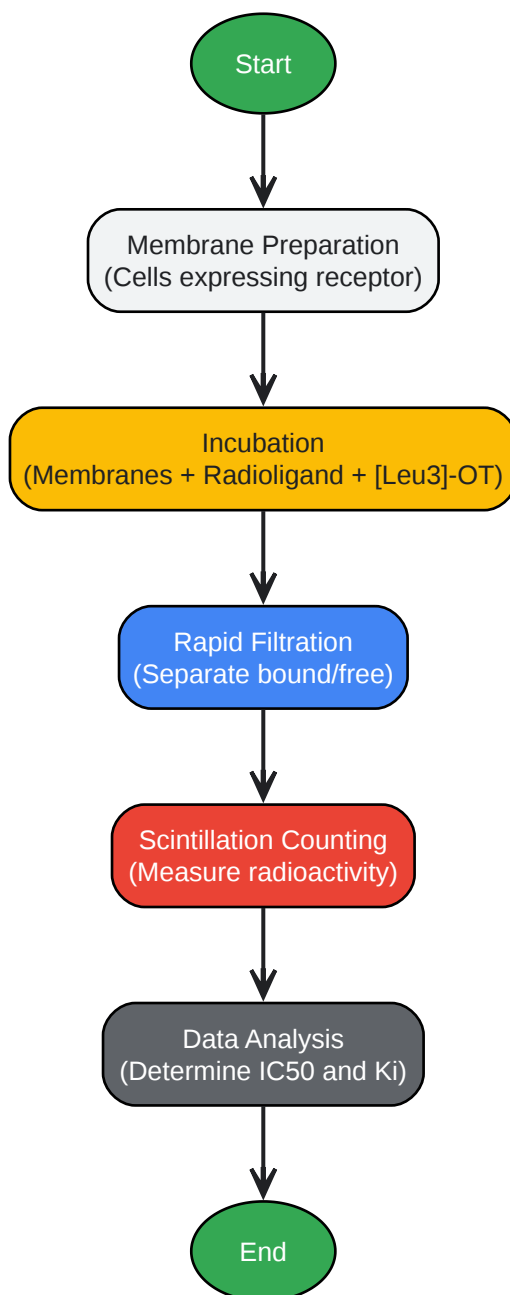 Start
Membrane Preparation
(Cells expressing receptor)
Incubation
(Membranes + Radioligand + [Leu3]-OT)
Rapid Filtration
(Separate bound/free)
Scintillation Counting
(Measure radioactivity)
Data Analysis
(Determine IC50 and Ki)
End